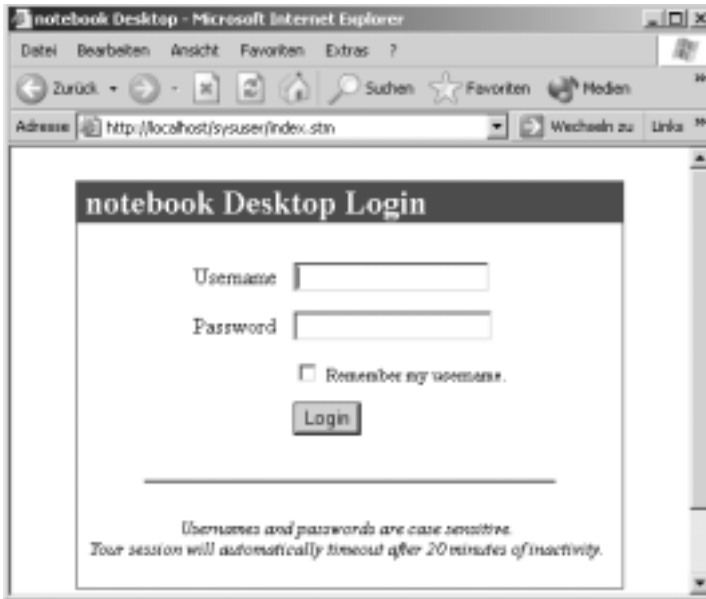 notebook Desktop - Microsoft Internet Explorer
Datei Bearbeiten Ansicht Favoriten Extras ?
Zurück Suchen Favoriten Medien »
Adresse http://localhost/sysuser/index.stm Wechseln zu Links »
notebook Desktop Login
Username
Password
Remember my username.
Login
Usernames and passwords are case sensitive.
Your session will automatically timeout after 20 minutes of inactivity.